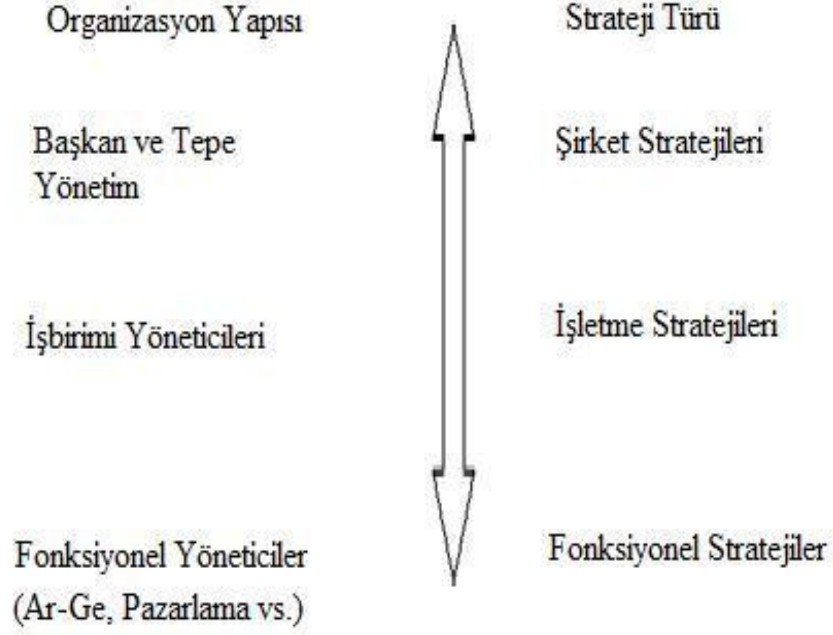 Organizasyon Yapısı
Strateji Türü
Başkan ve Tepe
Yönetim
Şirket Stratejileri
İşbirimi Yöneticileri
İşletme Stratejileri
Fonksiyonel Yöneticiler
(Ar-Ge, Pazarlama vs.)
Fonksiyonel Stratejiler